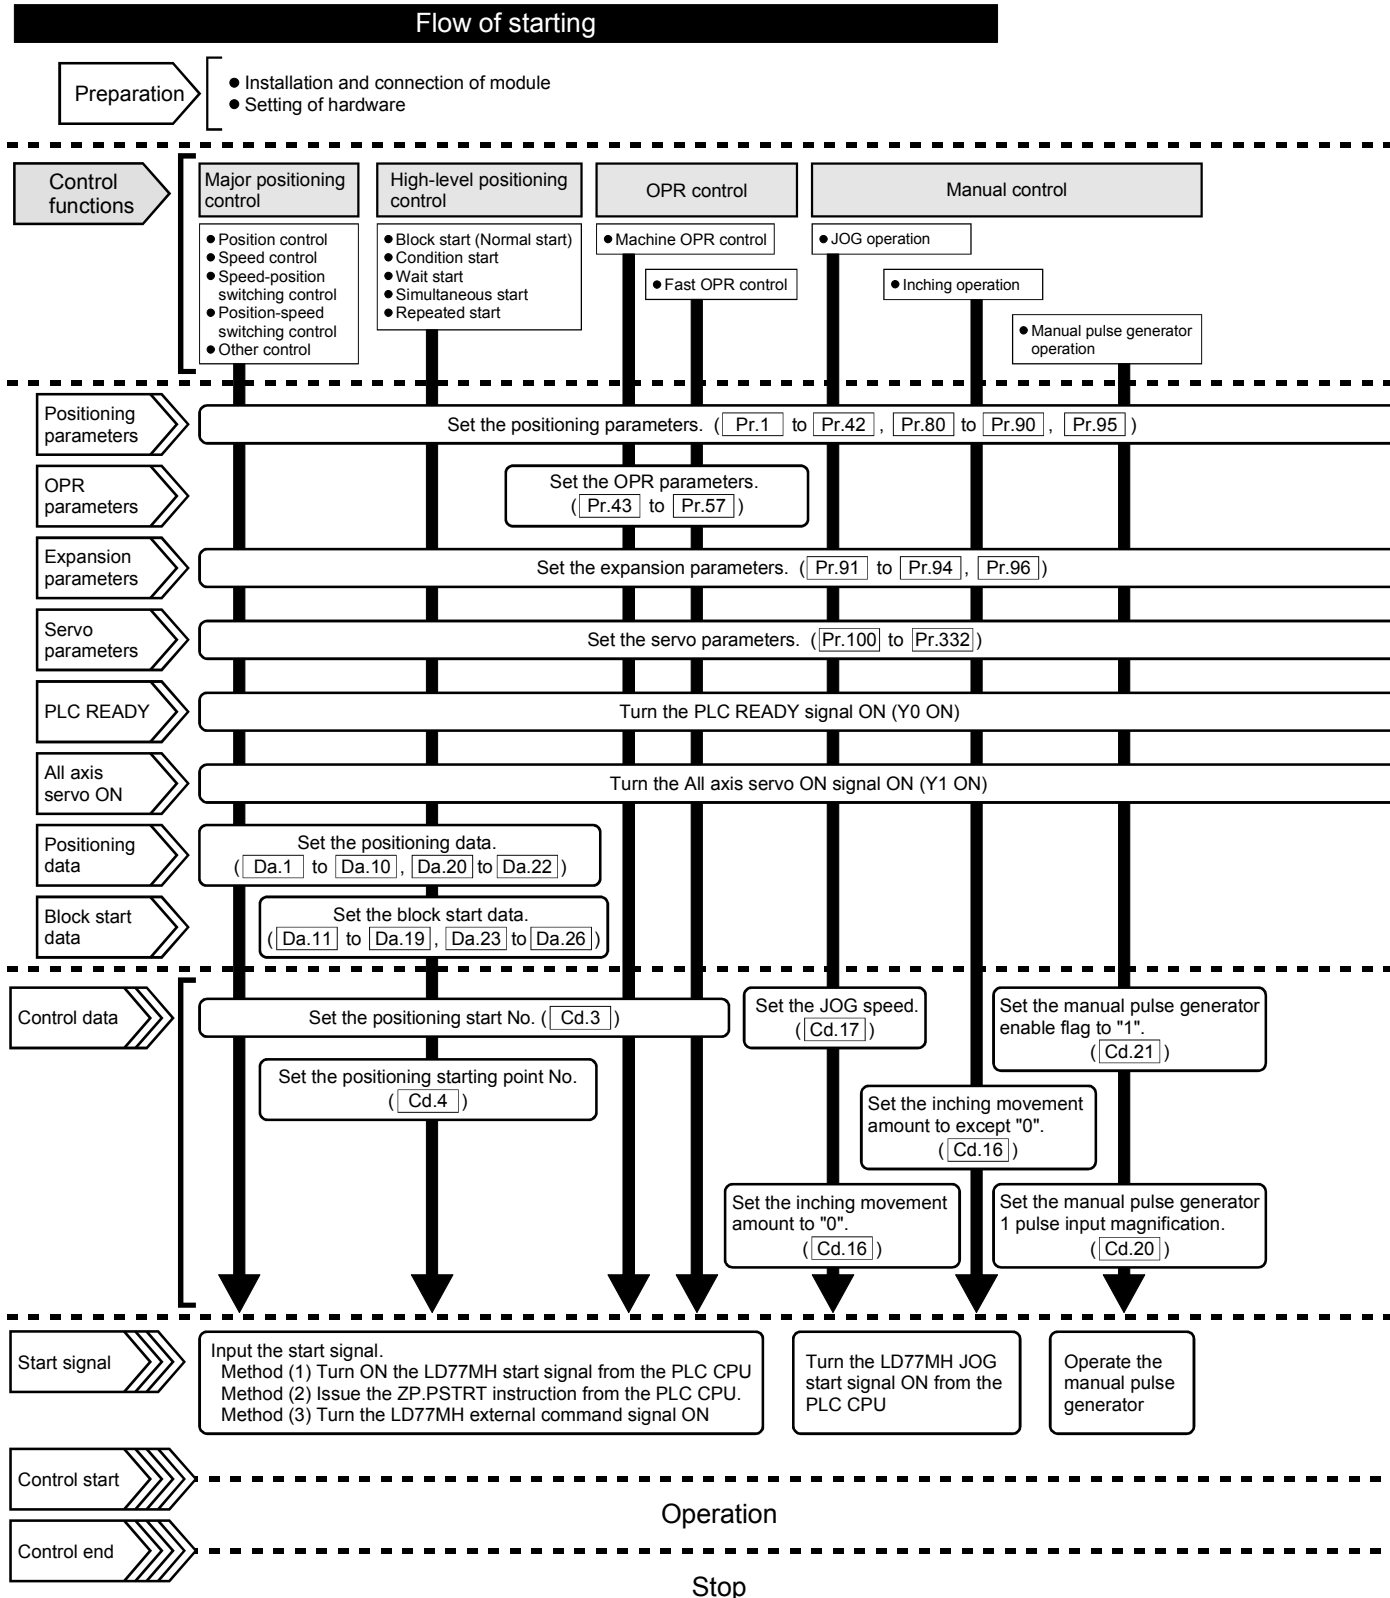 Flow of starting
Preparation
● Installation and connection of module
● Setting of hardware
Control
functions
Major positioning
control
High-level positioning
control
OPR control
Manual control
● Position control
● Speed control
● Speed-position
switching control
● Position-speed
switching control
● Other control
● Block start (Normal start)
● Condition start
● Wait start
● Simultaneous start
● Repeated start
● Machine OPR control
● Fast OPR control
● JOG operation
● Inching operation
● Manual pulse generator
operation
Positioning
parameters
Set the positioning parameters. ( Pr.1 to Pr.42 , Pr.80 to Pr.90 , Pr.95 )
OPR
parameters
Set the OPR parameters.
( Pr.43 to Pr.57 )
Expansion
parameters
Set the expansion parameters. ( Pr.91 to Pr.94 , Pr.96 )
Servo
parameters
Set the servo parameters. ( Pr.100 to Pr.332 )
PLC READY
Turn the PLC READY signal ON (Y0 ON)
All axis
servo ON
Turn the All axis servo ON signal ON (Y1 ON)
Positioning
data
Set the positioning data.
( Da.1 to Da.10 , Da.20 to Da.22 )
Block start
data
Set the block start data.
( Da.11 to Da.19 , Da.23 to Da.26 )
Control data
Set the positioning start No. ( Cd.3 )
Set the positioning starting point No.
( Cd.4 )
Set the JOG speed.
( Cd.17 )
Set the manual pulse generator
enable flag to "1".
( Cd.21 )
Set the inching movement
amount to except "0".
( Cd.16 )
Set the inching movement
amount to "0".
( Cd.16 )
Set the manual pulse generator
1 pulse input magnification.
( Cd.20 )
Start signal
Input the start signal.
Method (1) Turn ON the LD77MH start signal from the PLC CPU
Method (2) Issue the ZP.PSTRT instruction from the PLC CPU.
Method (3) Turn the LD77MH external command signal ON
Turn the LD77MH JOG
start signal ON from the
PLC CPU
Operate the
manual pulse
generator
Control start
Operation
Control end
Stop